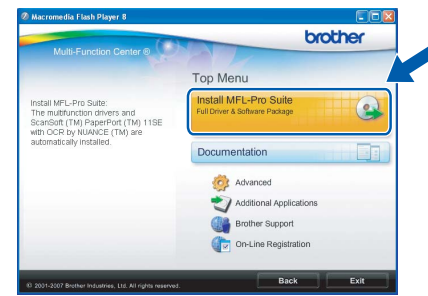 Macromedia Flash Player 8
brother
Multi-Function Center ®
Top Menu
Install MFL-Pro Suite:
The multifunction drivers and
ScanSoft (TM) PaperPort (TM) 11SE
with OCR by NUANCE (TM) are
automatically installed.
Install MFL-Pro Suite
Full Driver & Software Package
Documentation
Advanced
Additional Applications
Brother Support
On-Line Registration
© 2001-2007 Brother Industries, Ltd. All rights reserved.
Back
Exit